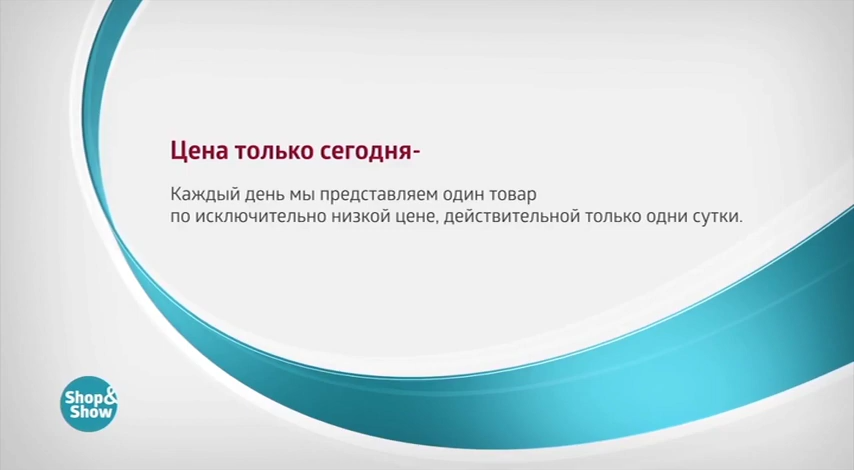 Цена только сегодня-
Каждый день мы представляем один товар
по исключительно низкой цене, действительной только одни сутки.
Shop&
Show